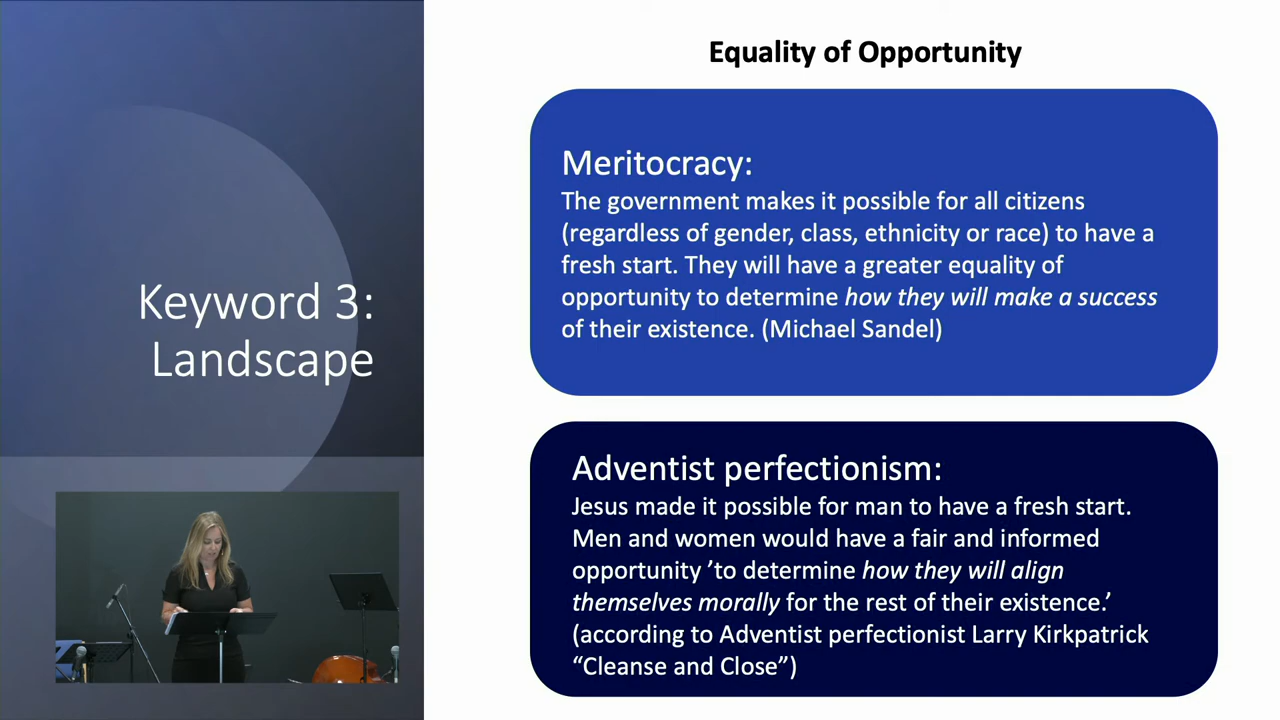 Keyword 3:
Landscape
Equality of Opportunity
Meritocracy:
The government makes it possible for all citizens
(regardless of gender, class, ethnicity or race) to have a
fresh start. They will have a greater equality of
opportunity to determine how they will make a success
of their existence. (Michael Sandel)
Adventist perfectionism:
Jesus made it possible for man to have a fresh start.
Men and women would have a fair and informed
opportunity ’to determine how they will align
themselves morally for the rest of their existence.’
(according to Adventist perfectionist Larry Kirkpatrick
“Cleanse and Close”)